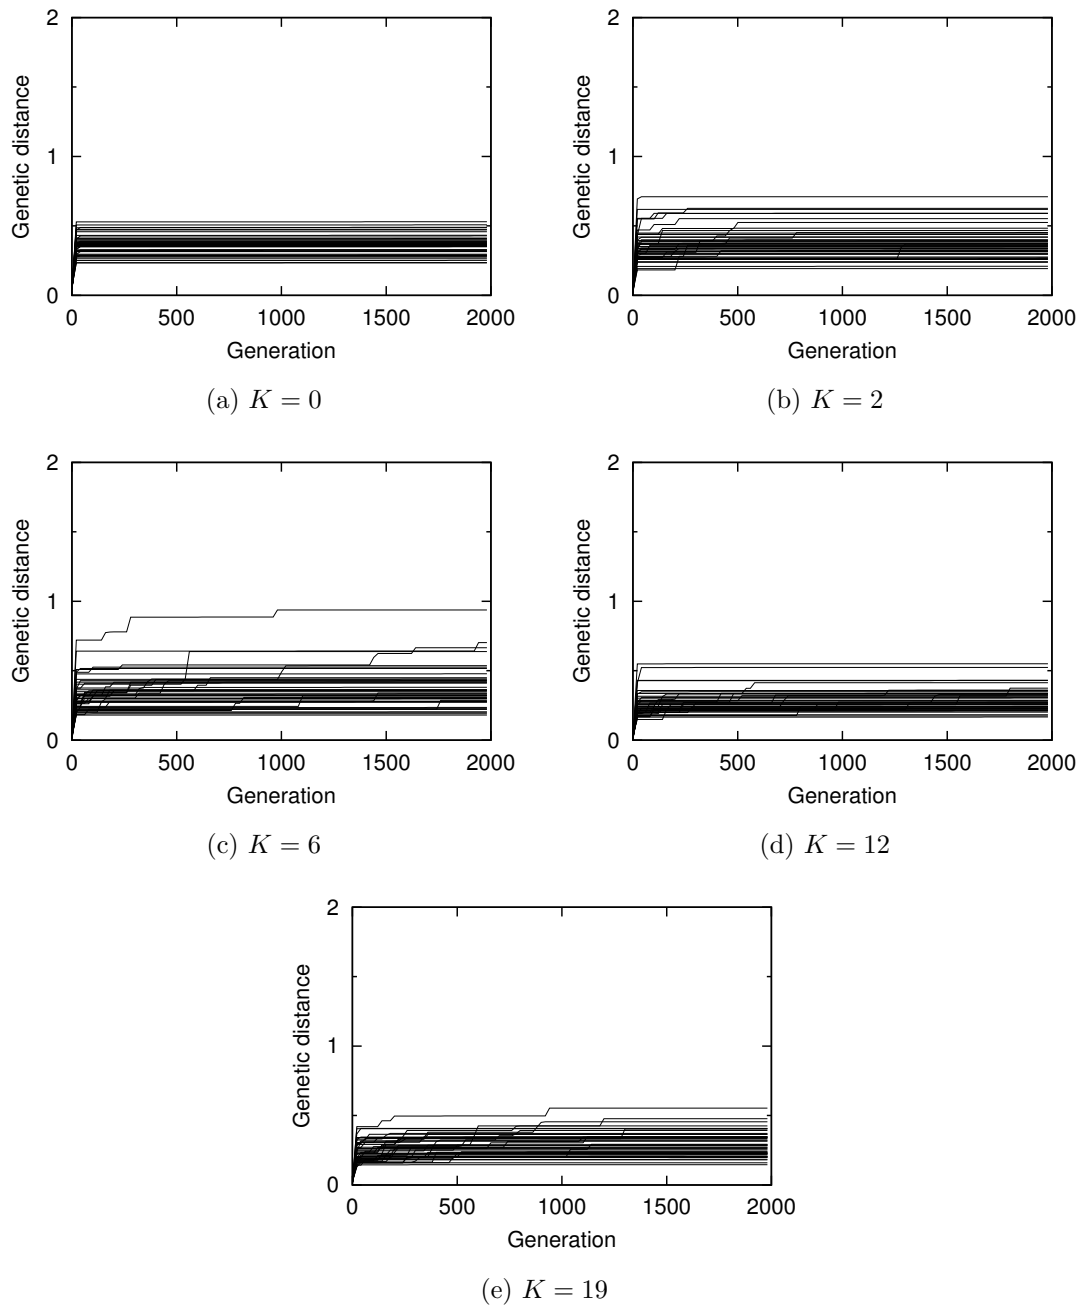 2
1
0
Genetic distance
0 500 1000 1500 2000
Generation
(a) K = 0
2
1
0
Genetic distance
0 500 1000 1500 2000
Generation
(b) K = 2
2
1
0
Genetic distance
0 500 1000 1500 2000
Generation
(c) K = 6
2
1
0
Genetic distance
0 500 1000 1500 2000
Generation
(d) K = 12
2
1
0
Genetic distance
0 500 1000 1500 2000
Generation
(e) K = 19